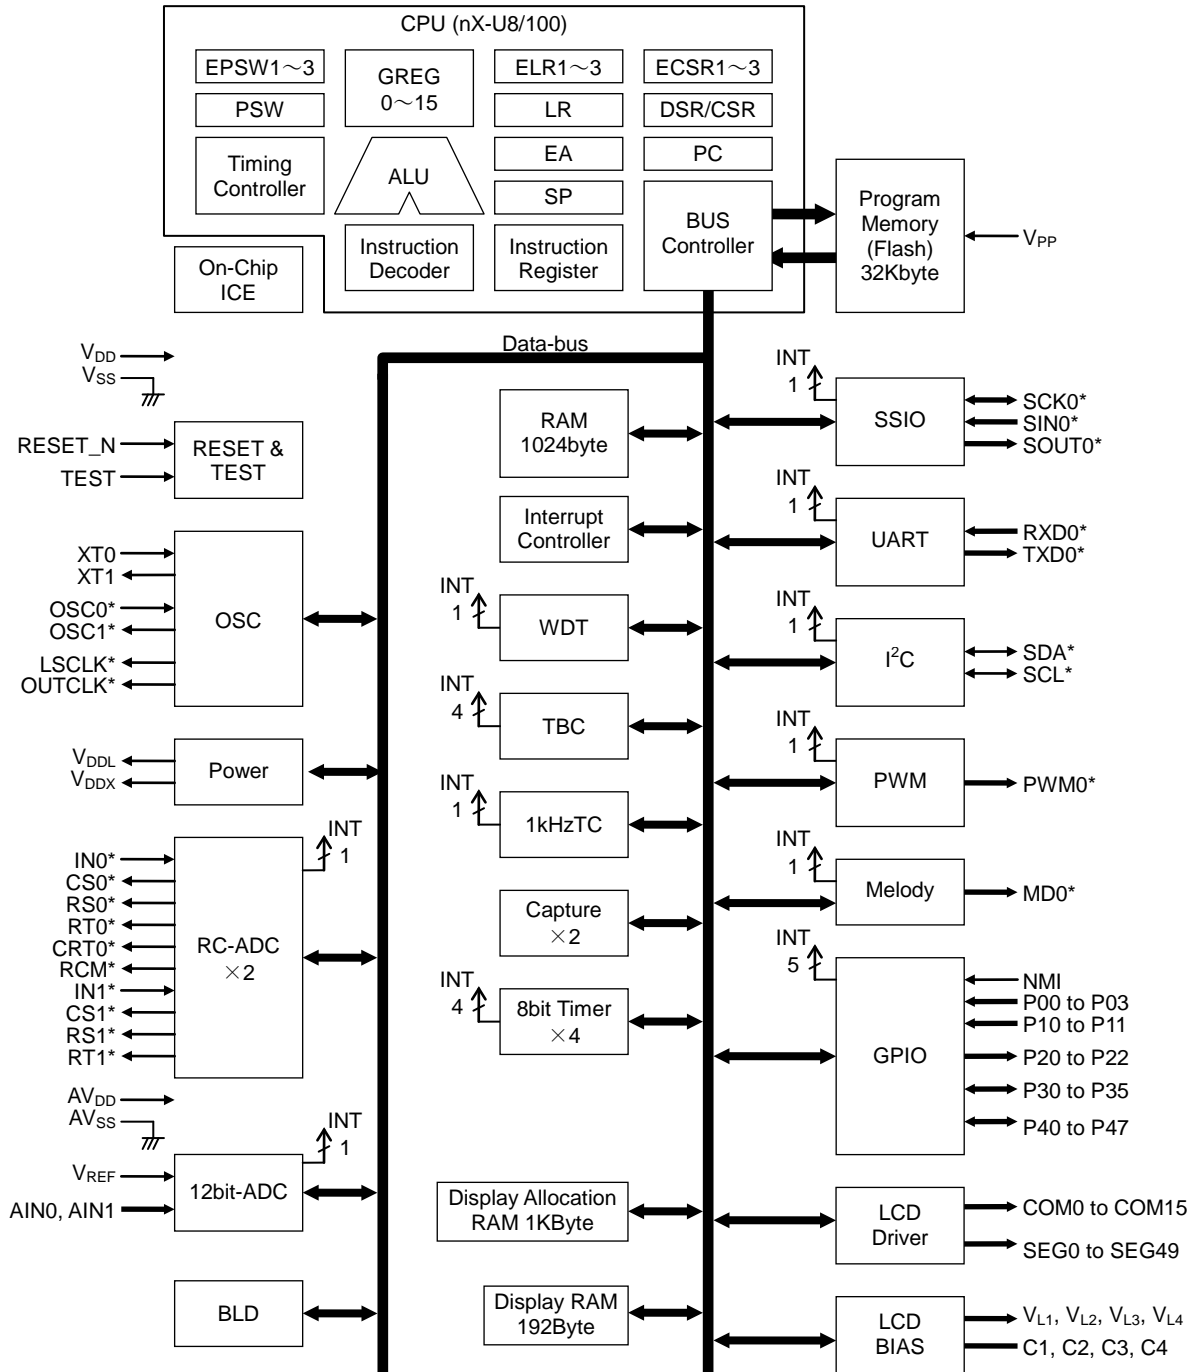 CPU (nX-U8/100)
EPSW1~3
GREG
0~15
ELR1~3
ECSR1~3
PSW
LR
DSR/CSR
Timing
Controller
ALU
EA
PC
SP
BUS
Controller
Program
Memory
(Flash)
32Kbyte
VPP
On-Chip
ICE
Instruction
Decoder
Instruction
Register
Data-bus
VDD
VSS
RESET_N
TEST
RESET &
TEST
XT0
XT1
OSC0*
OSC1*
LSCLK*
OUTCLK*
OSC
VDDL
VDDX
Power
IN0*
CS0*
RS0*
RT0*
CRT0*
RCM*
IN1*
CS1*
RS1*
RT1*
RC-ADC
×2
INT
1
AVDD
AVSS
VREF
AIN0, AIN1
12bit-ADC
INT
1
BLD
RAM
1024byte
Interrupt
Controller
INT
1
WDT
INT
4
TBC
INT
1
1kHzTC
Capture
×2
INT
4
8bit Timer
×4
Display Allocation
RAM 1KByte
Display RAM
192Byte
INT
1
SSIO
SCK0*
SIN0*
SOUT0*
INT
1
UART
RXD0*
TXD0*
INT
1
I²C
SDA*
SCL*
INT
1
PWM
PWM0*
INT
1
Melody
MD0*
INT
5
GPIO
NMI
P00 to P03
P10 to P11
P20 to P22
P30 to P35
P40 to P47
LCD
Driver
COM0 to COM15
SEG0 to SEG49
LCD
BIAS
VL1, VL2, VL3, VL4
C1, C2, C3, C4